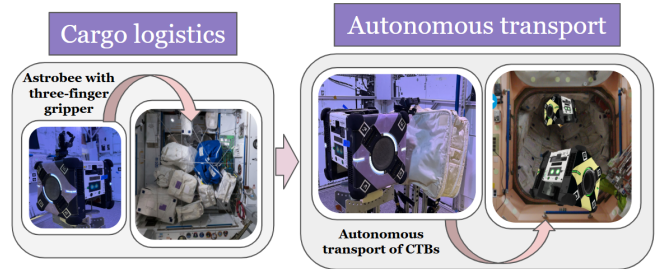 Cargo logistics
Astrobee with
three-finger
gripper
Autonomous transport
Autonomous
transport of CTBs